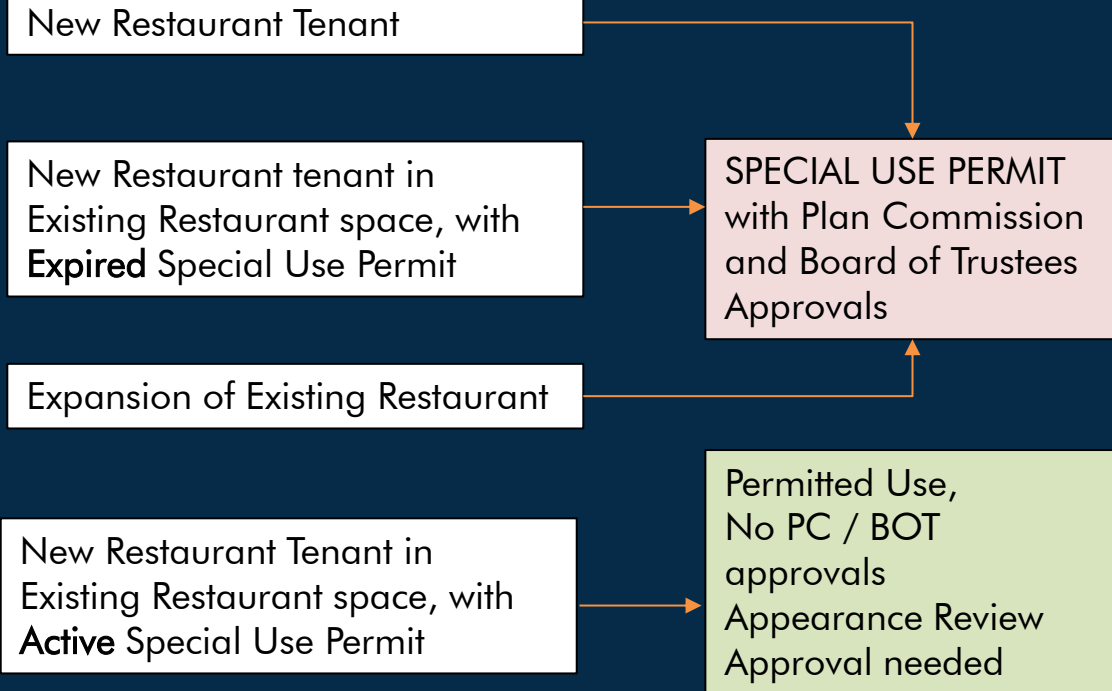 New Restaurant Tenant
New Restaurant tenant in
Existing Restaurant space, with
Expired Special Use Permit
SPECIAL USE PERMIT
with Plan Commission
and Board of Trustees
Approvals
Expansion of Existing Restaurant
New Restaurant Tenant in
Existing Restaurant space, with
Active Special Use Permit
Permitted Use,
No PC / BOT
approvals
Appearance Review
Approval needed